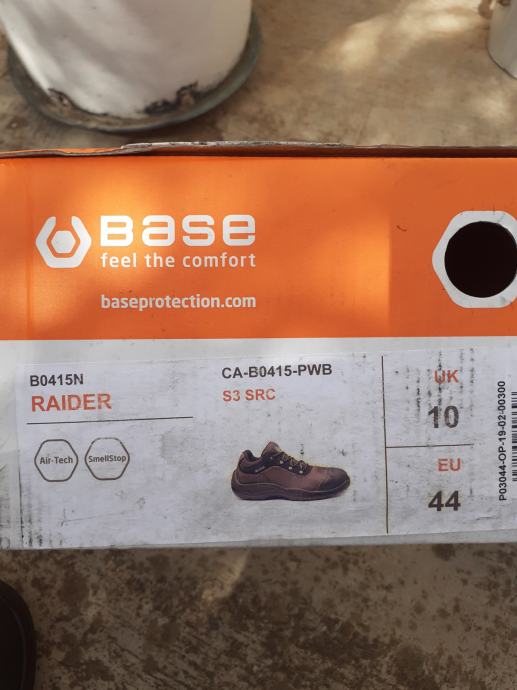 BASE
feel the comfort
baseprotection.com
B0415N
RAIDER
CA-B0415-PWB
S3 SRC
Air-Tech
SmellStop
UK
10
EU
44
P03044-OP-19-02-00300